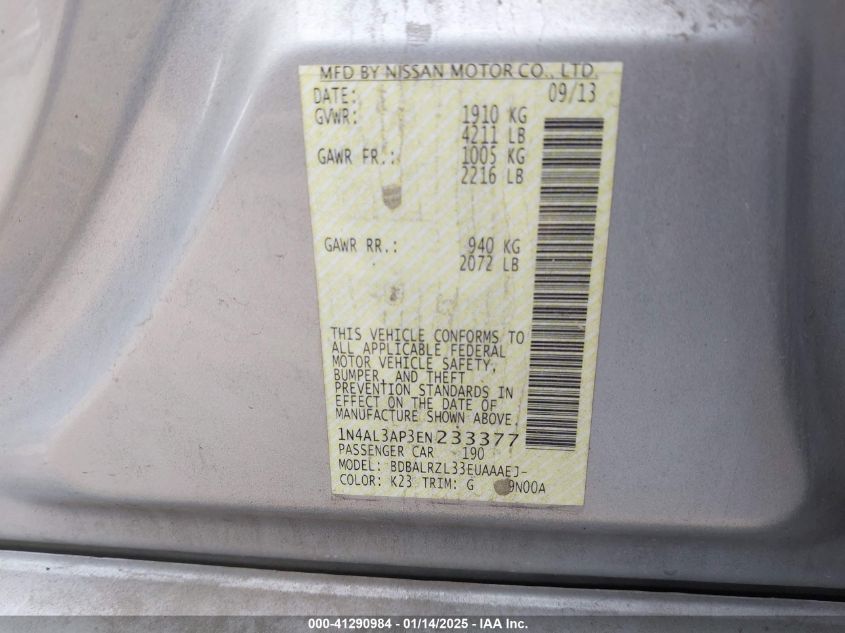 MFD BY NISSAN MOTOR CO., LTD.
DATE: 09/13
GVWR: 1910 KG
4211 LB
GAWR FR.: 1005 KG
2216 LB
GAWR RR.: 940 KG
2072 LB
THIS VEHICLE CONFORMS TO
ALL APPLICABLE FEDERAL
MOTOR VEHICLE SAFETY,
BUMPER, AND THEFT
PREVENTION STANDARDS IN
EFFECT ON THE DATE OF
MANUFACTURE SHOWN ABOVE.
1N4AL3AP3EN233377
PASSENGER CAR 190
MODEL: BDBALRZL33EUAAAEJ-
COLOR: K23 TRIM: G 9N00A
000-41290984 - 01/14/2025 - IAA Inc.